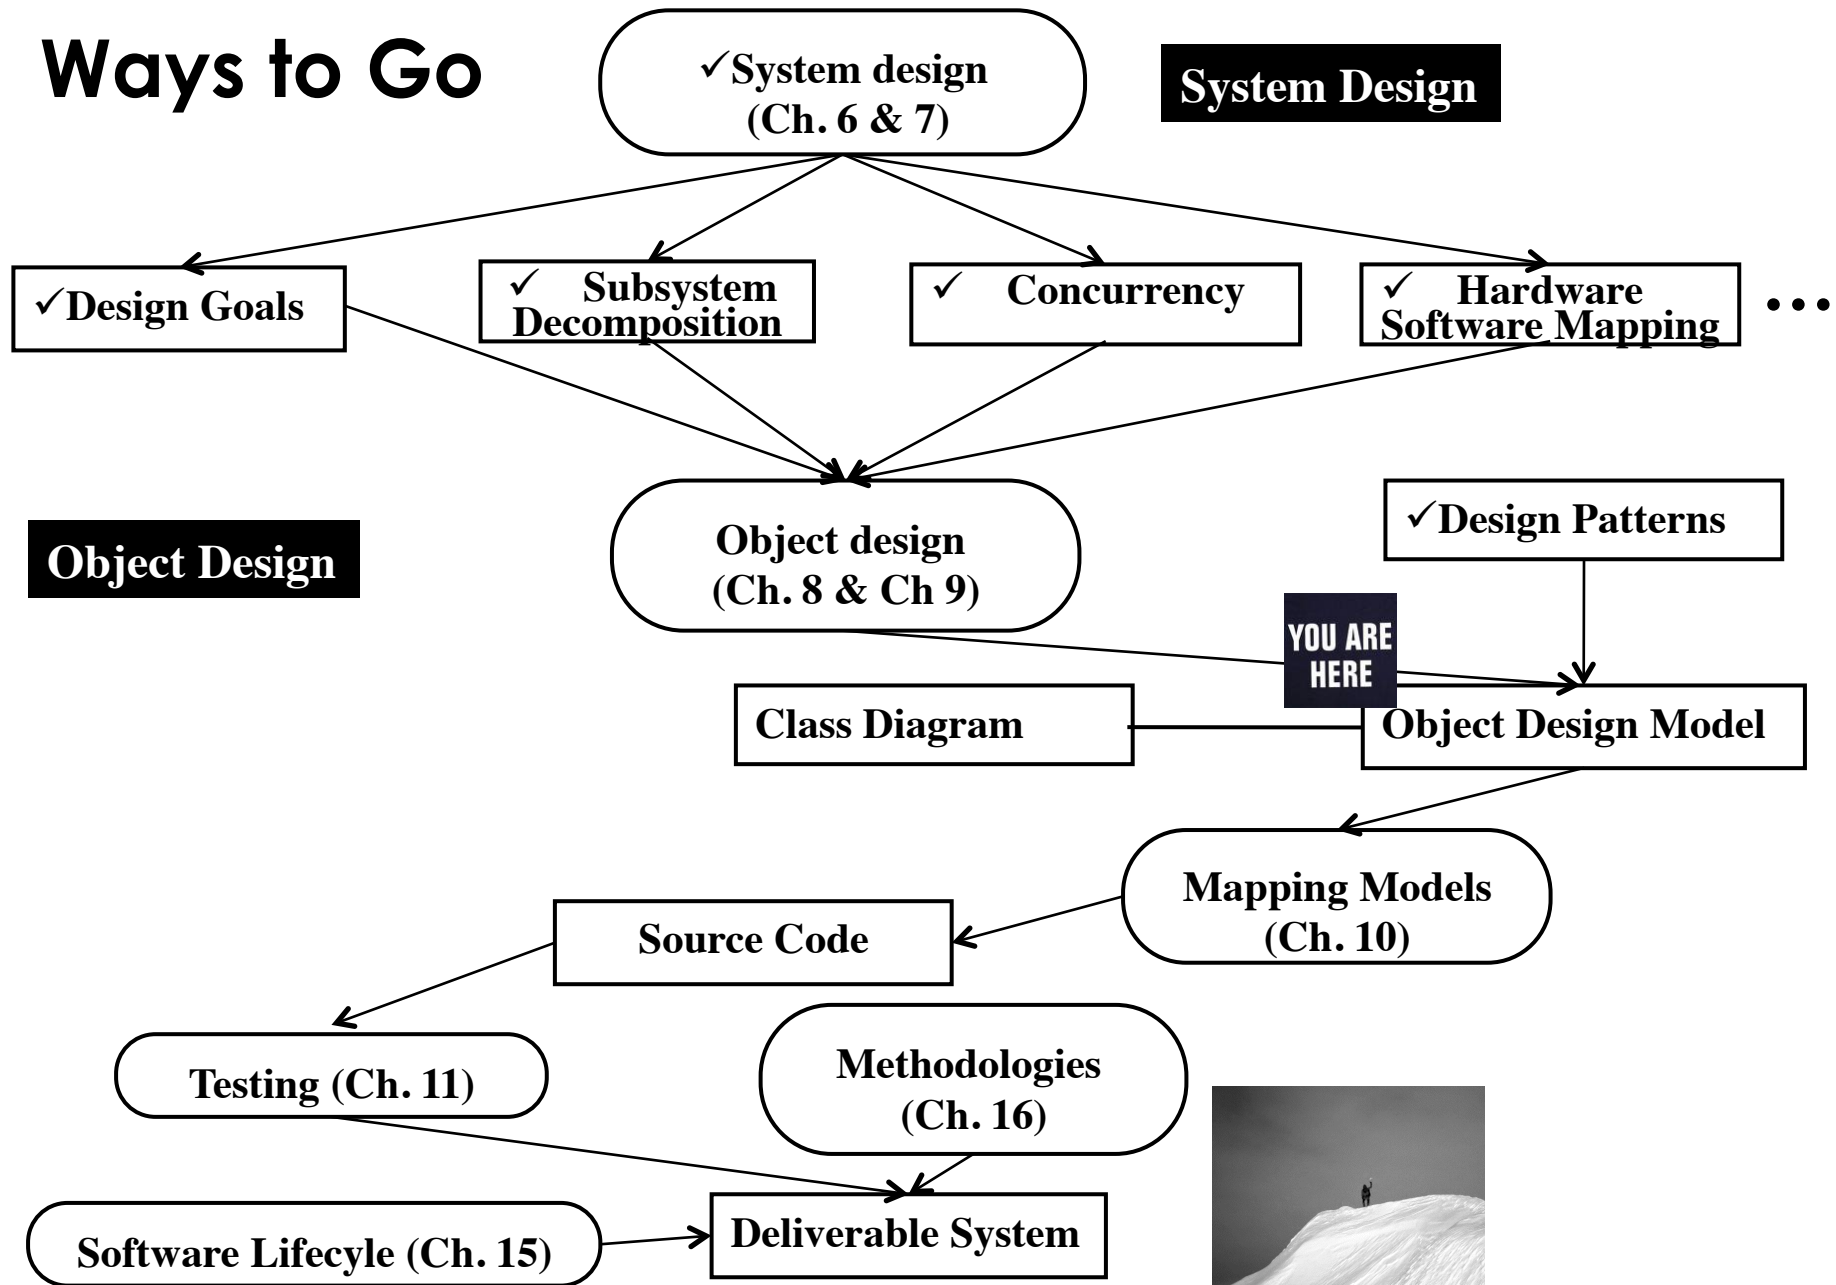 Ways to Go
✓System design
(Ch. 6 & 7)
System Design
✓Design Goals
✓ Subsystem
Decomposition
✓ Concurrency
✓ Hardware
Software Mapping
...
Object Design
Object design
(Ch. 8 & Ch 9)
✓Design Patterns
YOU ARE
HERE
Class Diagram
Object Design Model
Mapping Models
(Ch. 10)
Source Code
Testing (Ch. 11)
Methodologies
(Ch. 16)
Software Lifecyle (Ch. 15)
Deliverable System